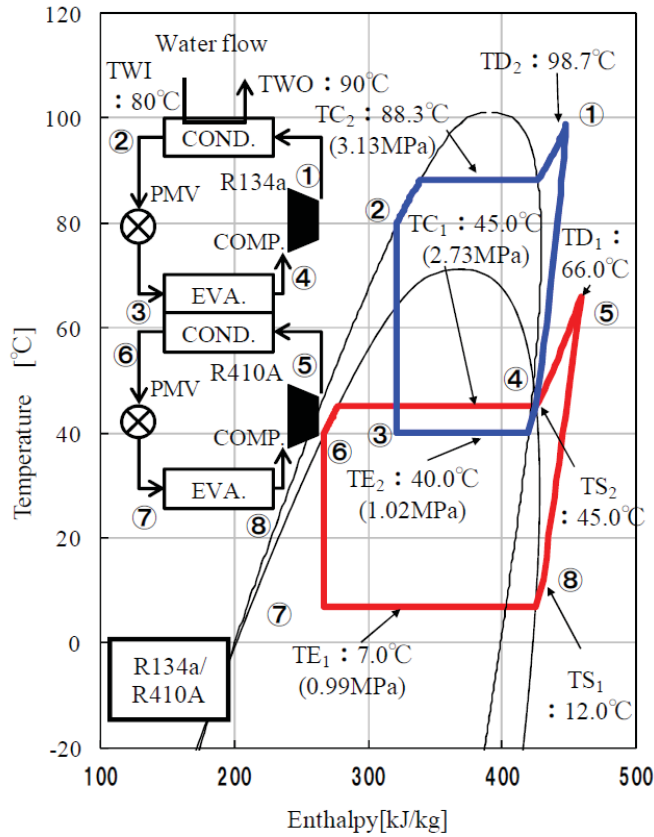 Water flow
TWI
: 80℃
TWO : 90℃
TD₂ : 98.7℃
TC₂ : 88.3℃
(3.13MPa)
①
②
COND.
①
R134a
PMV
COMP.
④
③
EVA.
COND.
⑥
⑤
R410A
PMV
COMP.
EVA.
⑦
⑧
②
TC₁ : 45.0℃
(2.73MPa)
TD₁ :
66.0℃
⑤
④
③
⑥
TE₂ : 40.0℃
(1.02MPa)
TS₂
: 45.0℃
⑧
⑦
TE₁ : 7.0℃
(0.99MPa)
TS₁
: 12.0℃
R134a/
R410A
Temperature [℃]
120
100
80
60
40
20
0
-20
100 200 300 400 500
Enthalpy[kJ/kg]